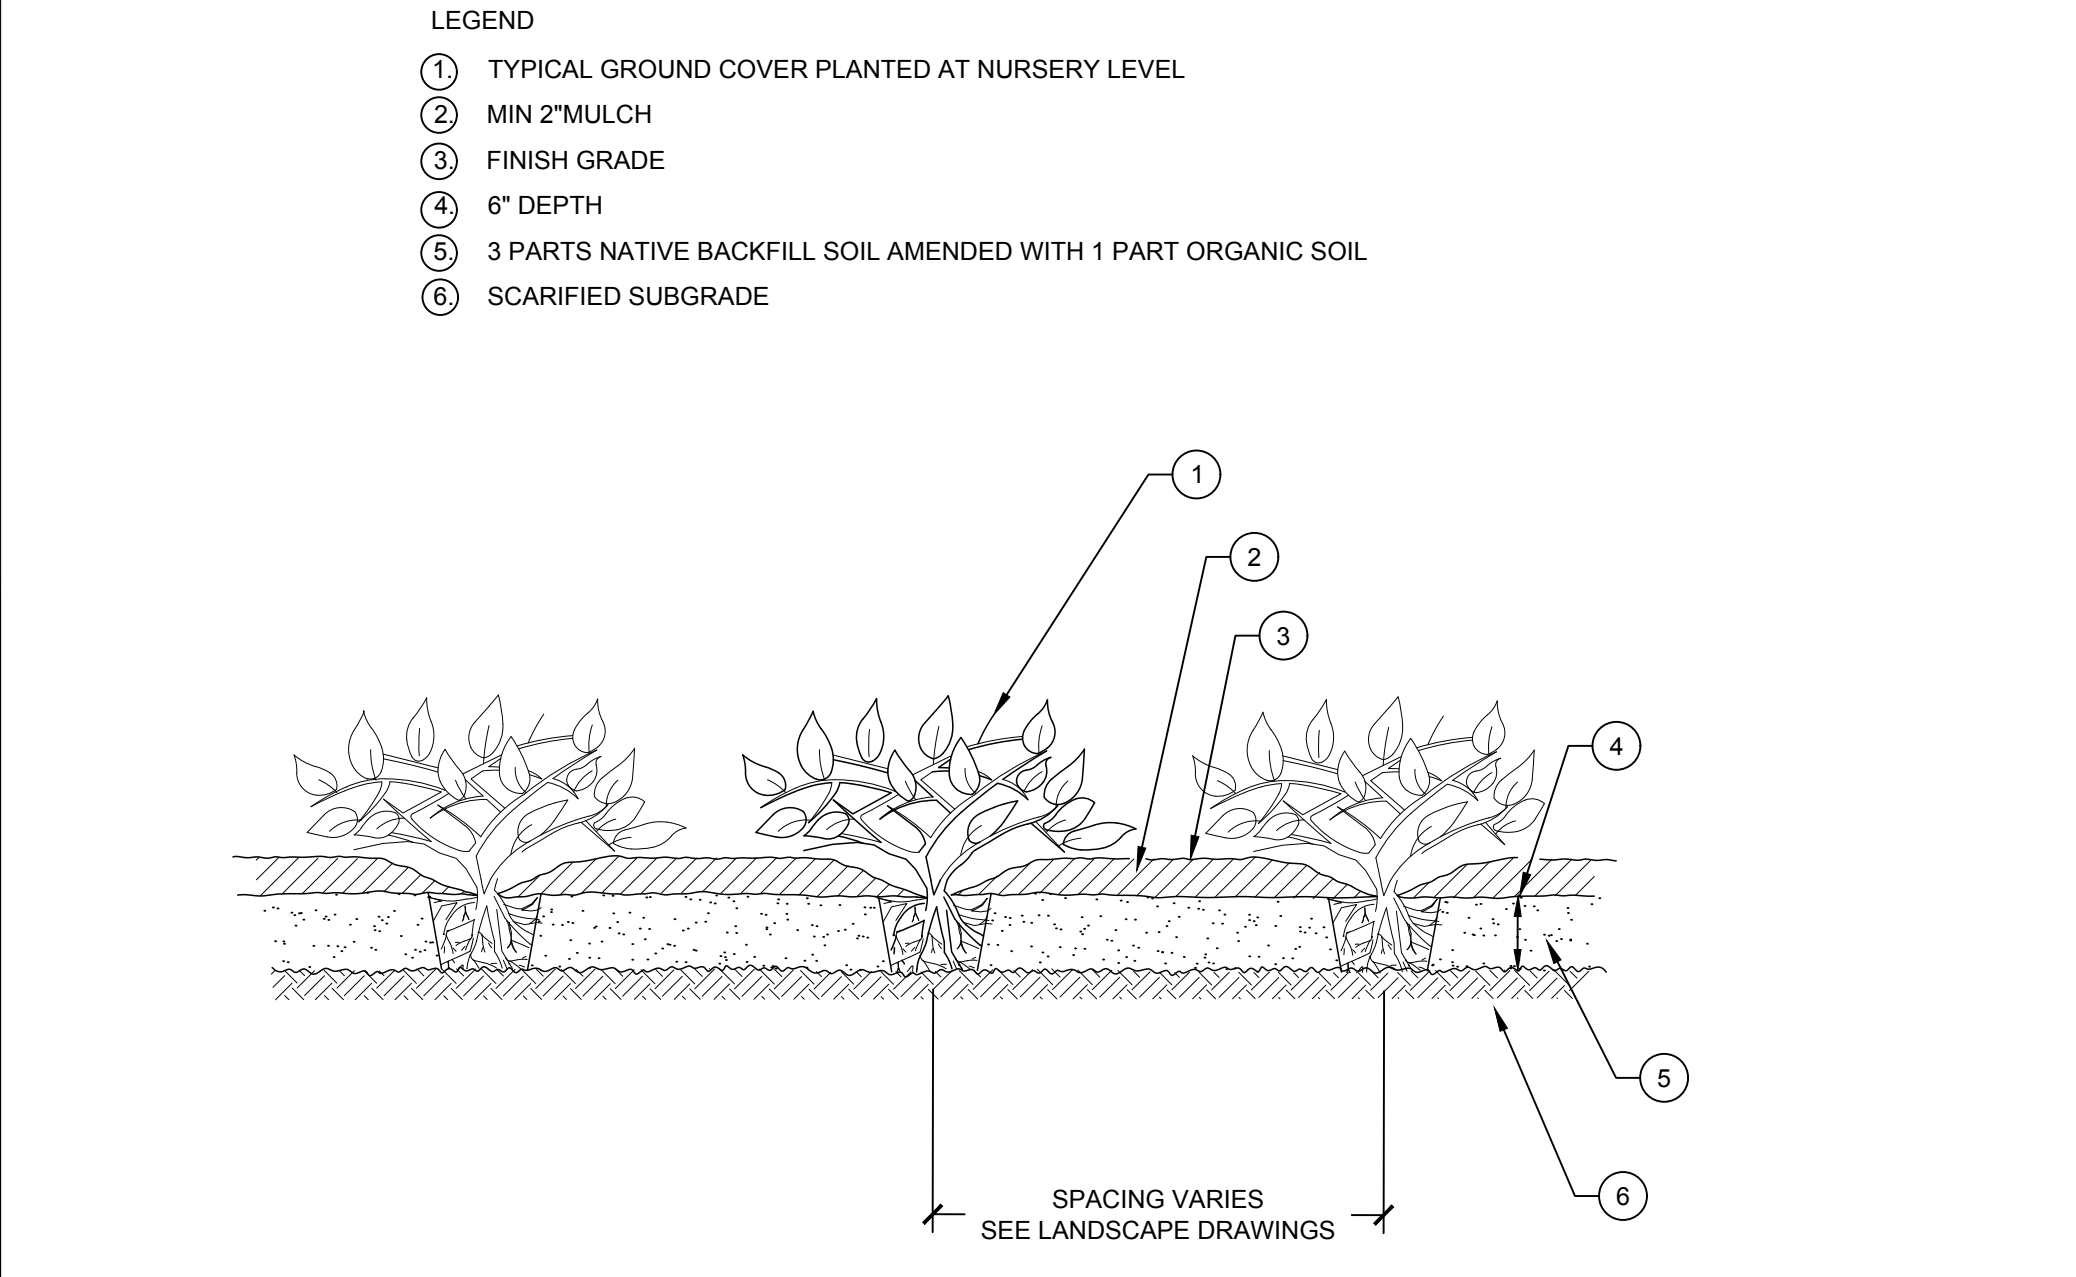 LEGEND
1. TYPICAL GROUND COVER PLANTED AT NURSERY LEVEL
2. MIN 2"MULCH
3. FINISH GRADE
4. 6" DEPTH
5. 3 PARTS NATIVE BACKFILL SOIL AMENDED WITH 1 PART ORGANIC SOIL
6. SCARIFIED SUBGRADE
1
2
3
4
5
6
SPACING VARIES
SEE LANDSCAPE DRAWINGS